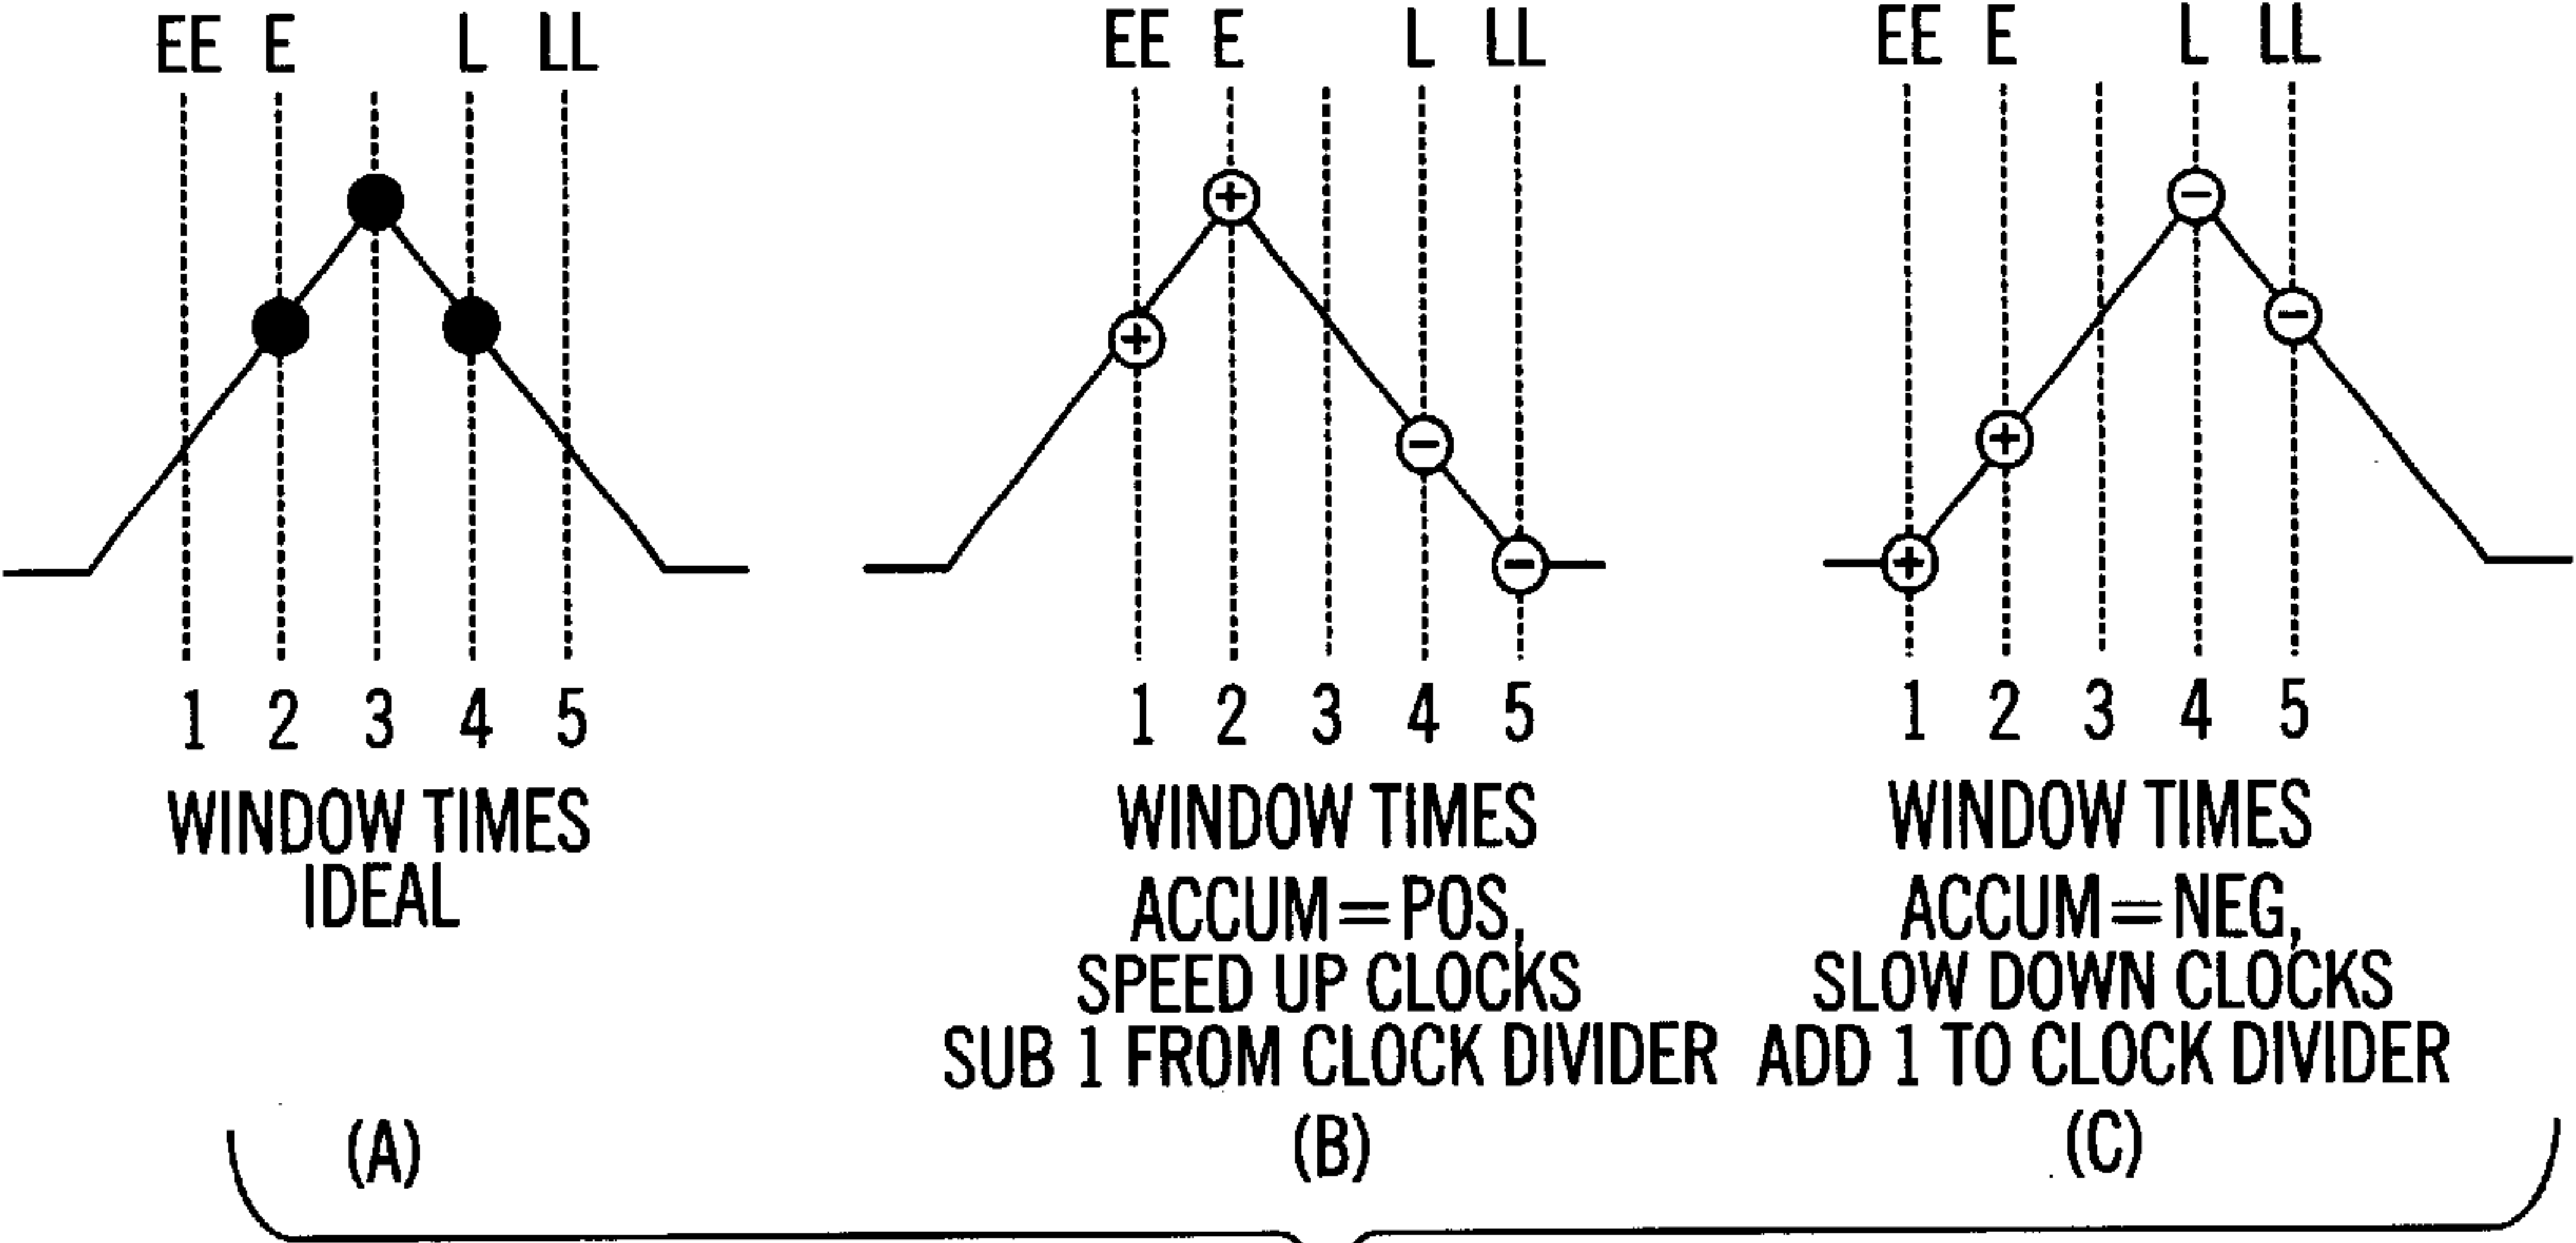 EE E L LL
1 2 3 4 5
WINDOW TIMES
IDEAL
(A)
EE E L LL
+ + - -
1 2 3 4 5
WINDOW TIMES
ACCUM=POS,
SPEED UP CLOCKS
SUB 1 FROM CLOCK DIVIDER
(B)
EE E L LL
+ + - -
1 2 3 4 5
WINDOW TIMES
ACCUM=NEG,
SLOW DOWN CLOCKS
ADD 1 TO CLOCK DIVIDER
(C)